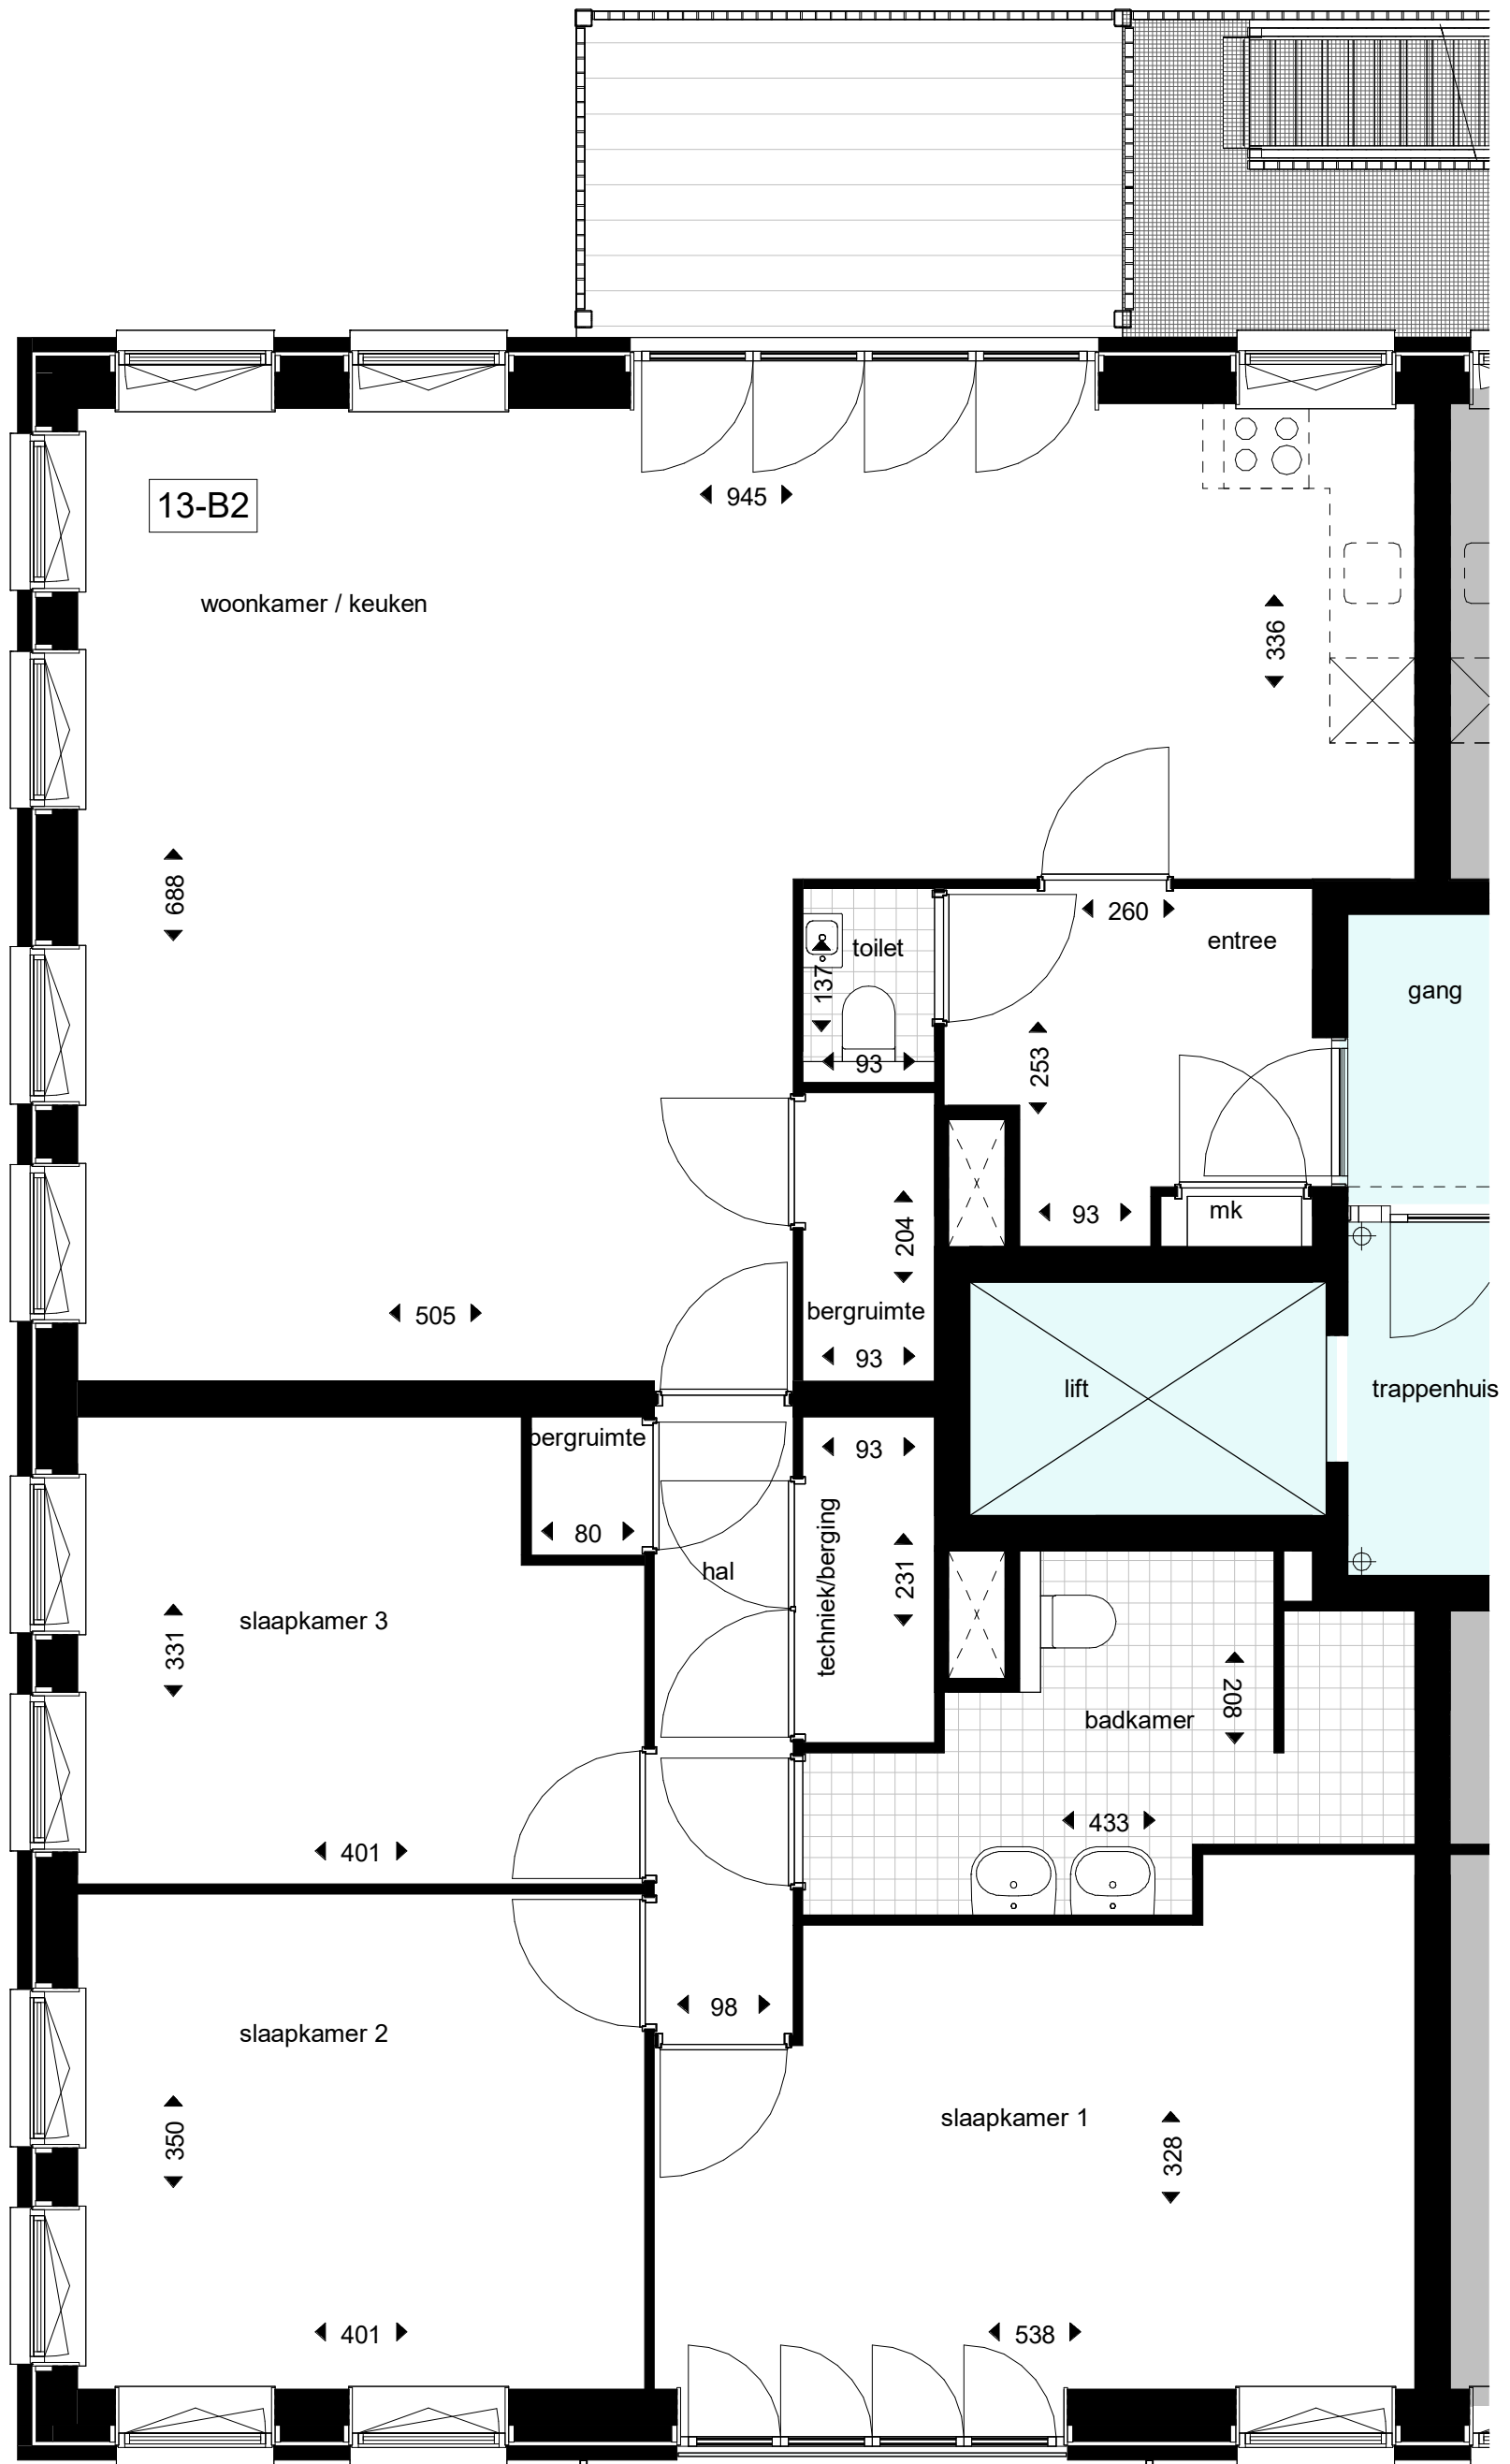 945
13-B2
woonkamer / keuken
336
688
260
entree
toilet
137
gang
253
93
204
93
mk
bergruimte
505
93
lift
trappenhuis
bergruimte
93
80
techniek/berging
231
hal
slaapkamer 3
331
208
badkamer
433
401
98
slaapkamer 2
slaapkamer 1
350
328
401
538